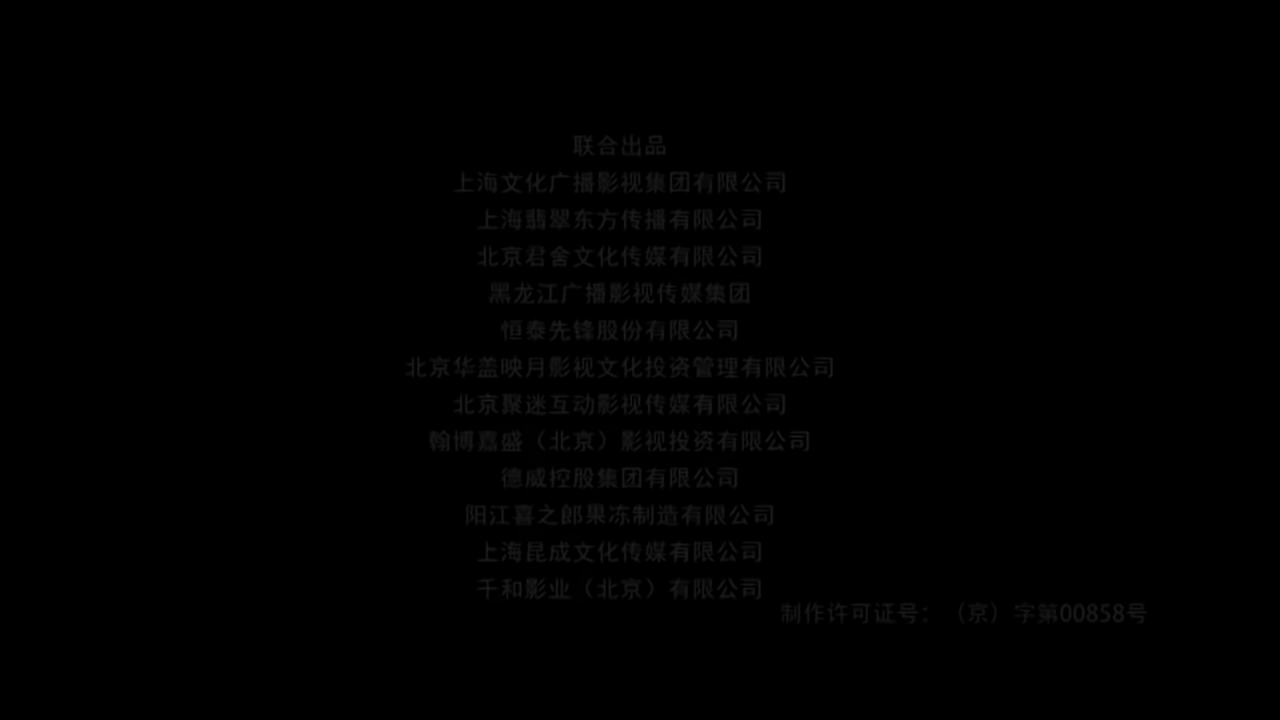 联合出品
上海文化广播影视集团有限公司
上海翡翠东方传播有限公司
北京君舍文化传媒有限公司
黑龙江广播影视传媒集团
恒泰先锋股份有限公司
北京华盖映月影视文化投资管理有限公司
北京聚迷互动影视传媒有限公司
翰博嘉盛（北京）影视投资有限公司
德威控股集团有限公司
阳江喜之郎果冻制造有限公司
上海昆成文化传媒有限公司
千和影业（北京）有限公司
制作许可证号：（京）字第00858号